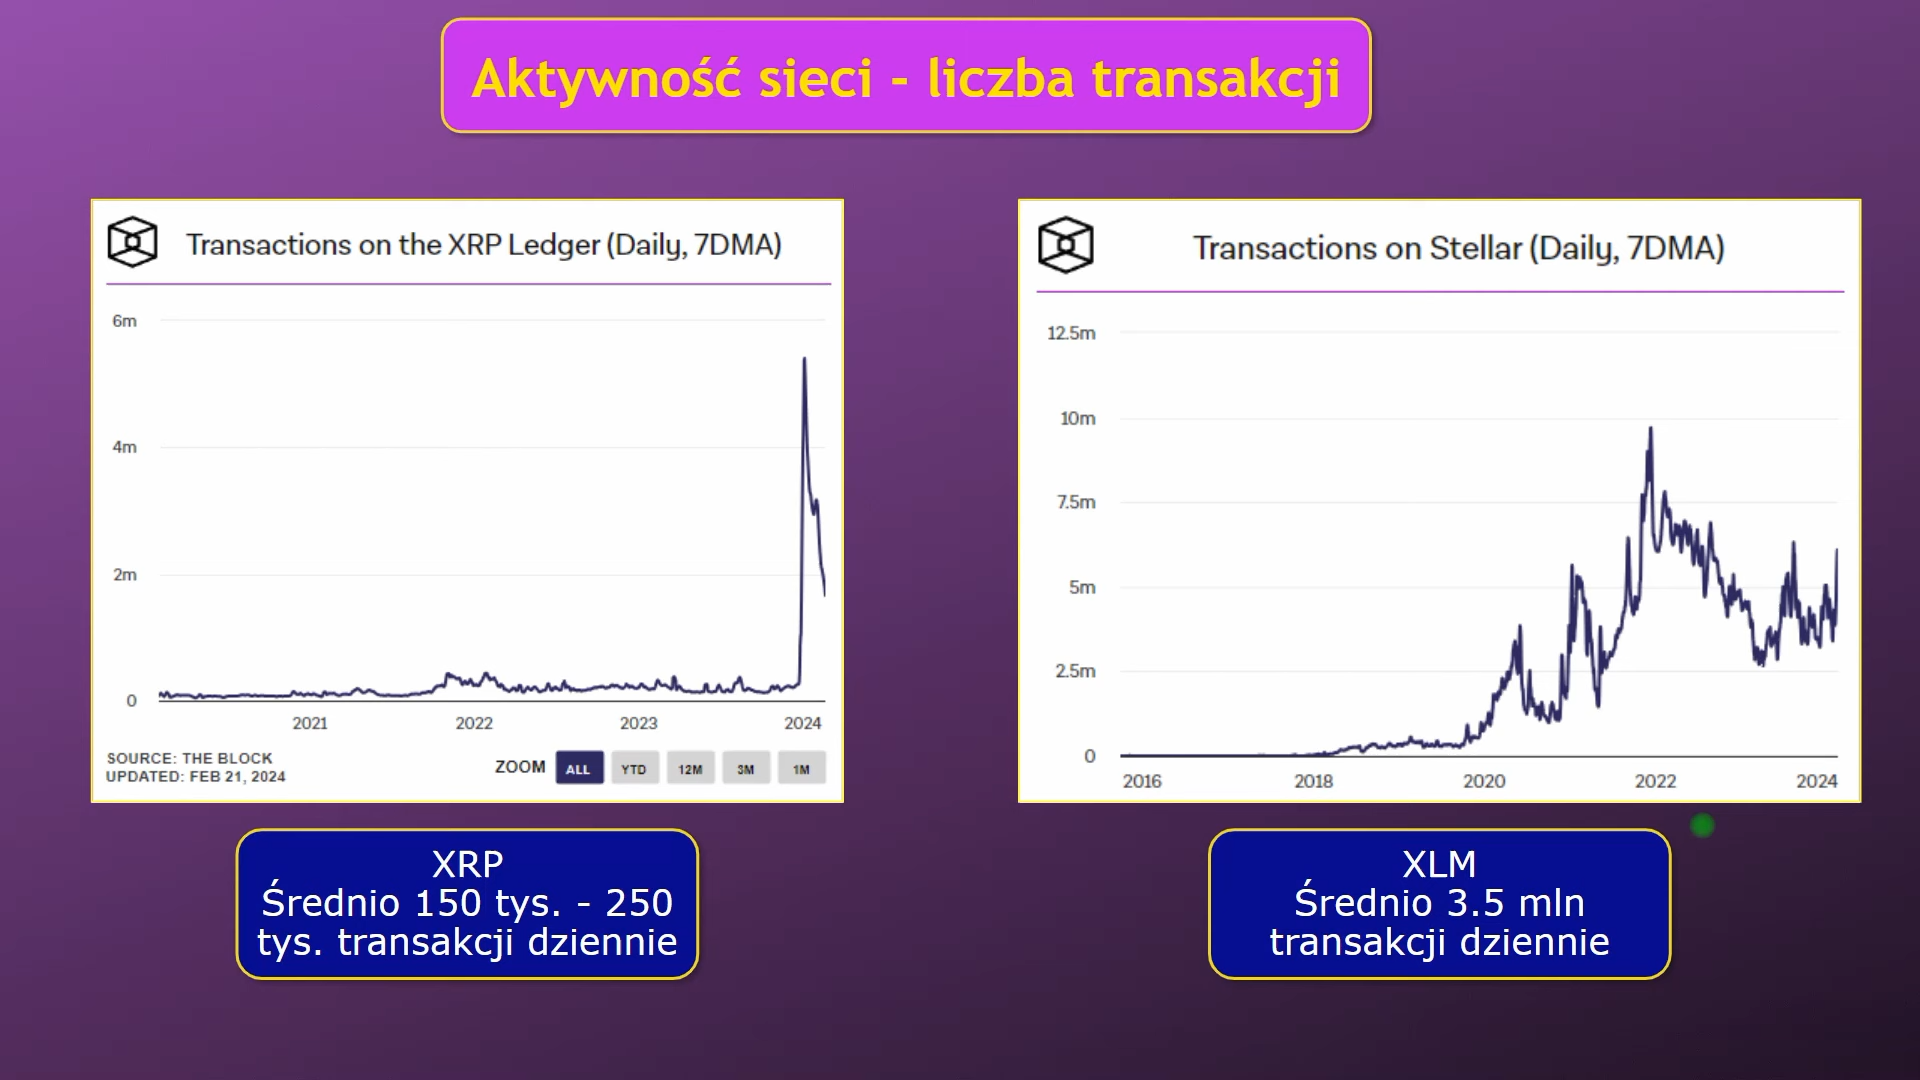 Aktywność sieci - liczba transakcji
Transactions on the XRP Ledger (Daily, 7DMA)
6m
4m
2m
0
2021 2022 2023 2024
SOURCE: THE BLOCK
UPDATED: FEB 21, 2024
ZOOM ALL YTD 12M 3M 1M
Transactions on Stellar (Daily, 7DMA)
12.5m
10m
7.5m
5m
2.5m
0
2016 2018 2020 2022 2024
XRP
Średnio 150 tys. - 250
tys. transakcji dziennie
XLM
Średnio 3.5 mln
transakcji dziennie